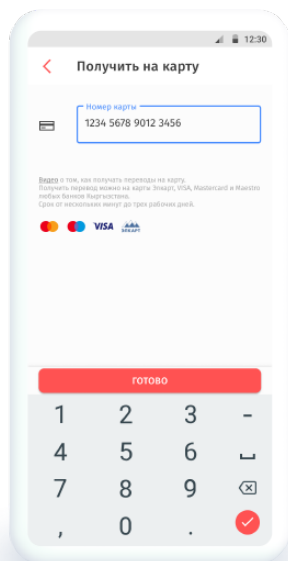 12:30
Получить на карту
Номер карты
1234 5678 9012 3456
Видео о том, как получать переводы на карту.
Получить перевод можно на карты Элкарт, VISA, Mastercard и Maestro
любых банков Кыргызстана.
Срок от нескольких минут до трех рабочих дней.
VISA ЭЛКАРТ
ГОТОВО
1 2 3 -
4 5 6
7 8 9
, 0 .